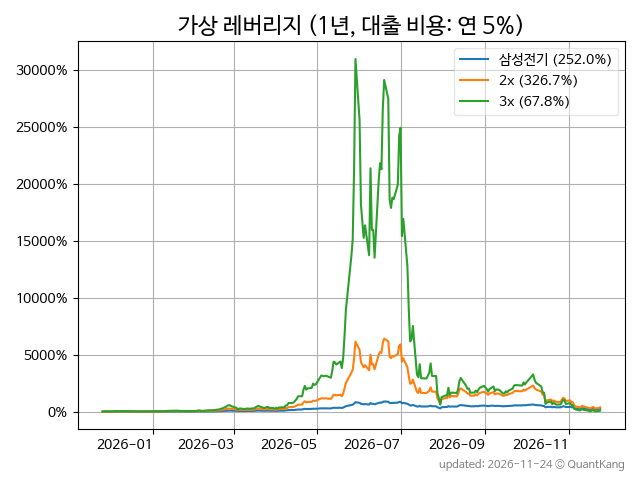 가상 레버리지 (1년, 대출 비용: 연 5%)
삼성전기 (252.0%)
2x (326.7%)
3x (67.8%)
30000%
25000%
20000%
15000%
10000%
5000%
0%
2026-01
2026-03
2026-05
2026-07
2026-09
2026-11
updated: 2026-11-24 © QuantKang